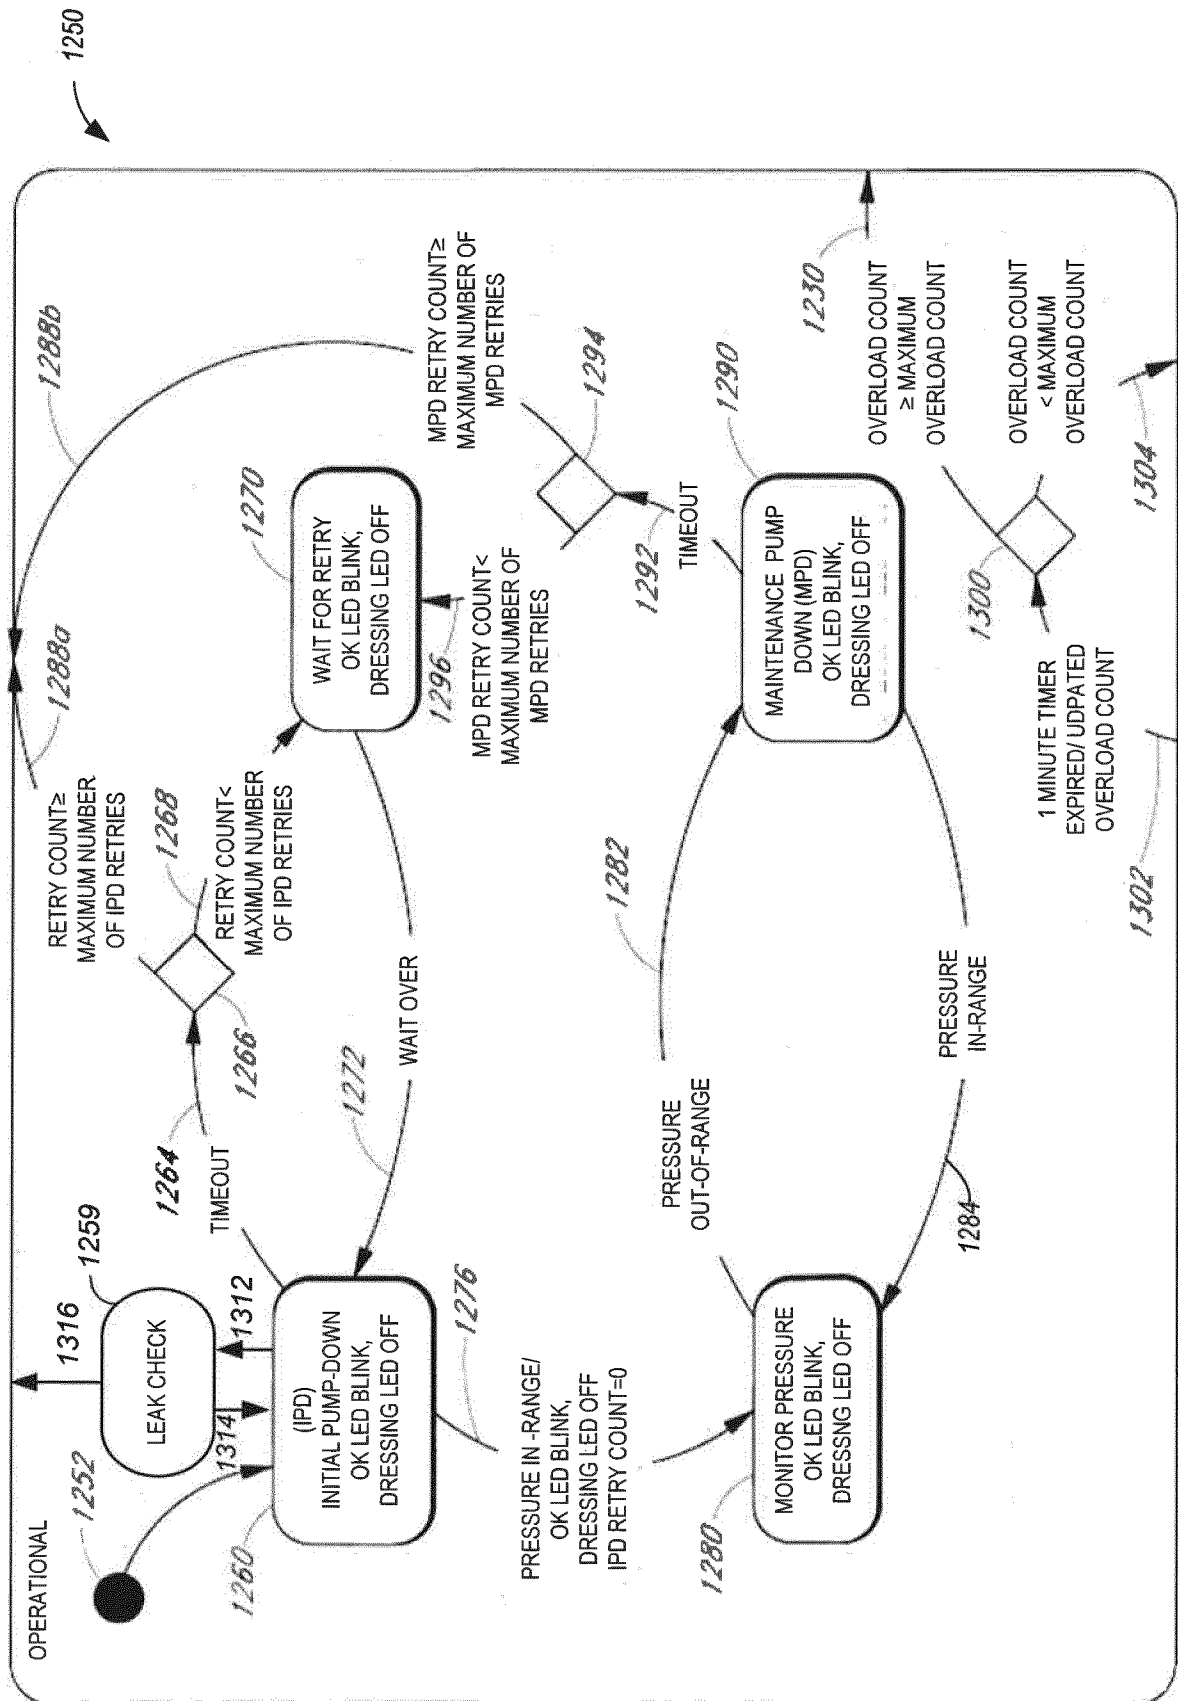 1250
OPERATIONAL
1252
1316
1259
LEAK CHECK
1314
1312
1260
(IPD)
INITIAL PUMP-DOWN
OK LED BLINK,
DRESSING LED OFF
TIMEOUT
1264
1266
1268
RETRY COUNT≥
MAXIMUM NUMBER
OF IPD RETRIES
1288a
1288b
RETRY COUNT<
MAXIMUM NUMBER
OF IPD RETRIES
1270
WAIT FOR RETRY
OK LED BLINK,
DRESSING LED OFF
1272
WAIT OVER
1296
MPD RETRY COUNT<
MAXIMUM NUMBER OF
MPD RETRIES
MPD RETRY COUNT≥
MAXIMUM NUMBER OF
MPD RETRIES
1294
1292
TIMEOUT
1276
PRESSURE IN -RANGE/
OK LED BLINK,
DRESSING LED OFF
IPD RETRY COUNT=0
1280
MONITOR PRESSURE
OK LED BLINK,
DRESSNG LED OFF
PRESSURE
OUT-OF-RANGE
1282
1290
MAINTENANCE PUMP
DOWN (MPD)
OK LED BLINK,
DRESSING LED OFF
PRESSURE
IN-RANGE
1284
1230
OVERLOAD COUNT
≥ MAXIMUM
OVERLOAD COUNT
1300
OVERLOAD COUNT
< MAXIMUM
OVERLOAD COUNT
1 MINUTE TIMER
EXPIRED/ UDPATED
OVERLOAD COUNT
1302
1304